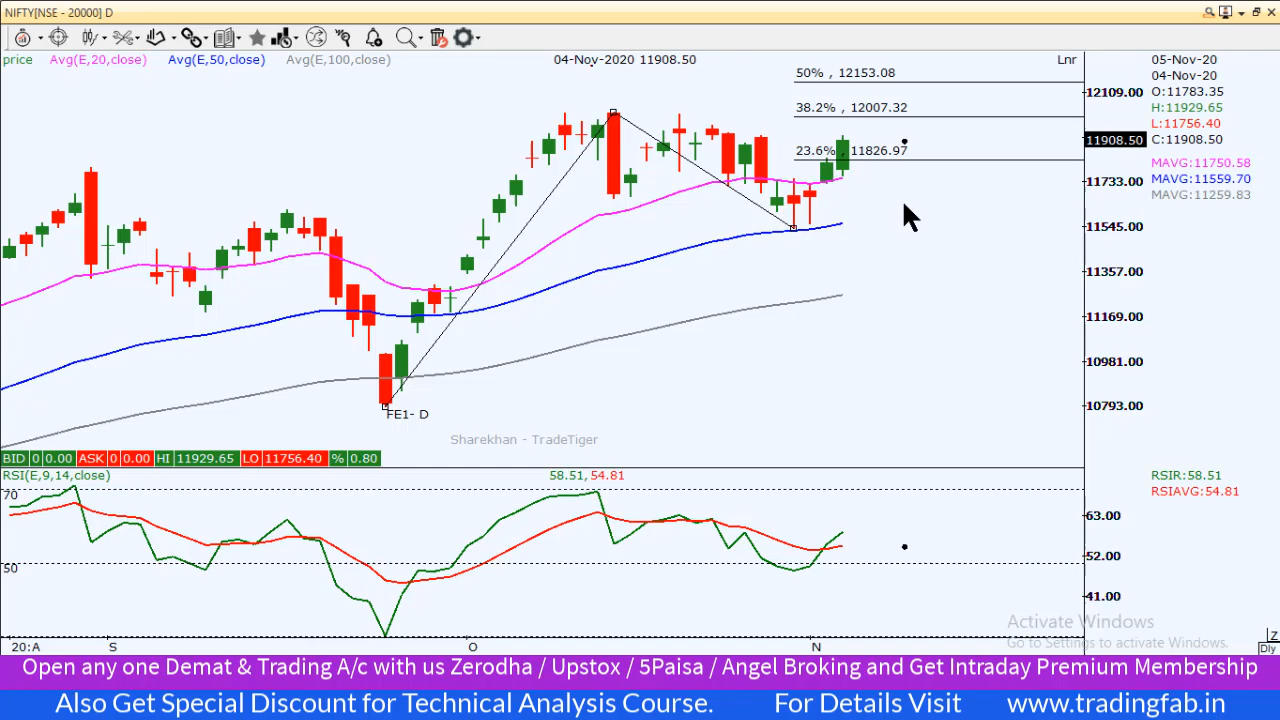 NIFTY[NSE - 20000] D
price Avg(E,20,close) Avg(E,50,close) Avg(E,100,close) 04-Nov-2020 11908.50 Lnr
05-Nov-20
04-Nov-20
O:11783.35
H:11929.65
L:11756.40
C:11908.50
MAVG:11750.58
MAVG:11559.70
MAVG:11259.83
50% , 12153.08
38.2% , 12007.32
23.6% , 11826.97
12109.00
11908.50
11733.00
11545.00
11357.00
11169.00
10981.00
10793.00
FE1- D
Sharekhan - TradeTiger
BID 0 0.00 ASK 0 0.00 HI 11929.65 LO 11756.40 % 0.80
RSI(E,9,14,close) 58.51, 54.81
RSIR:58.51
RSIAVG:54.81
70
50
63.00
52.00
41.00
Activate Windows
Go to Settings to activate Windows.
20:A S O N
Z
Dly
Open any one Demat & Trading A/c with us Zerodha / Upstox / 5Paisa / Angel Broking and Get Intraday Premium Membership
Also Get Special Discount for Technical Analysis Course. For Details Visit www.tradingfab.in